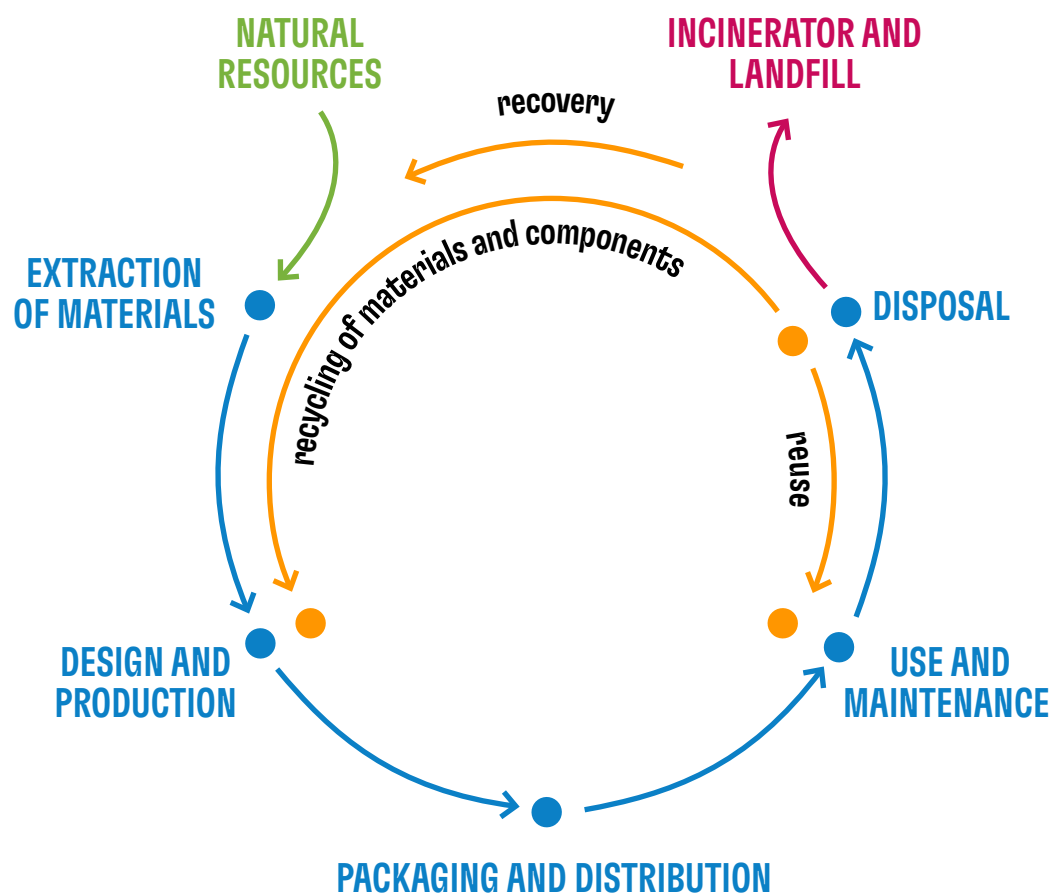 NATURAL
RESOURCES
INCINERATOR AND
LANDFILL
recovery
recycling of materials and components
EXTRACTION
OF MATERIALS
DISPOSAL
reuse
DESIGN AND
PRODUCTION
USE AND
MAINTENANCE
PACKAGING AND DISTRIBUTION